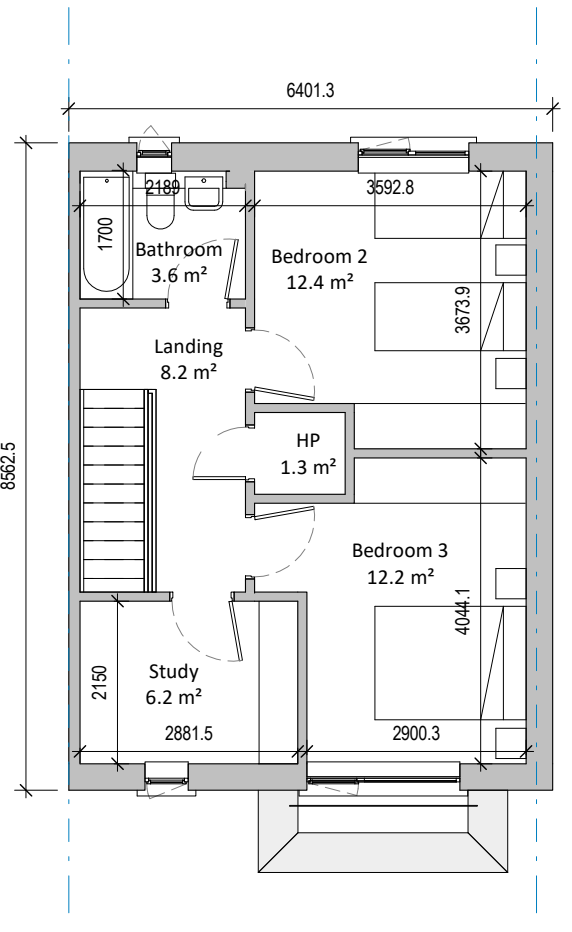 6401.3
2189
3592.8
1700
Bathroom
3.6 m²
Bedroom 2
12.4 m²
3673.9
Landing
8.2 m²
8562.5
HP
1.3 m²
Bedroom 3
12.2 m²
4044.1
Study
6.2 m²
2150
2881.5
2900.3